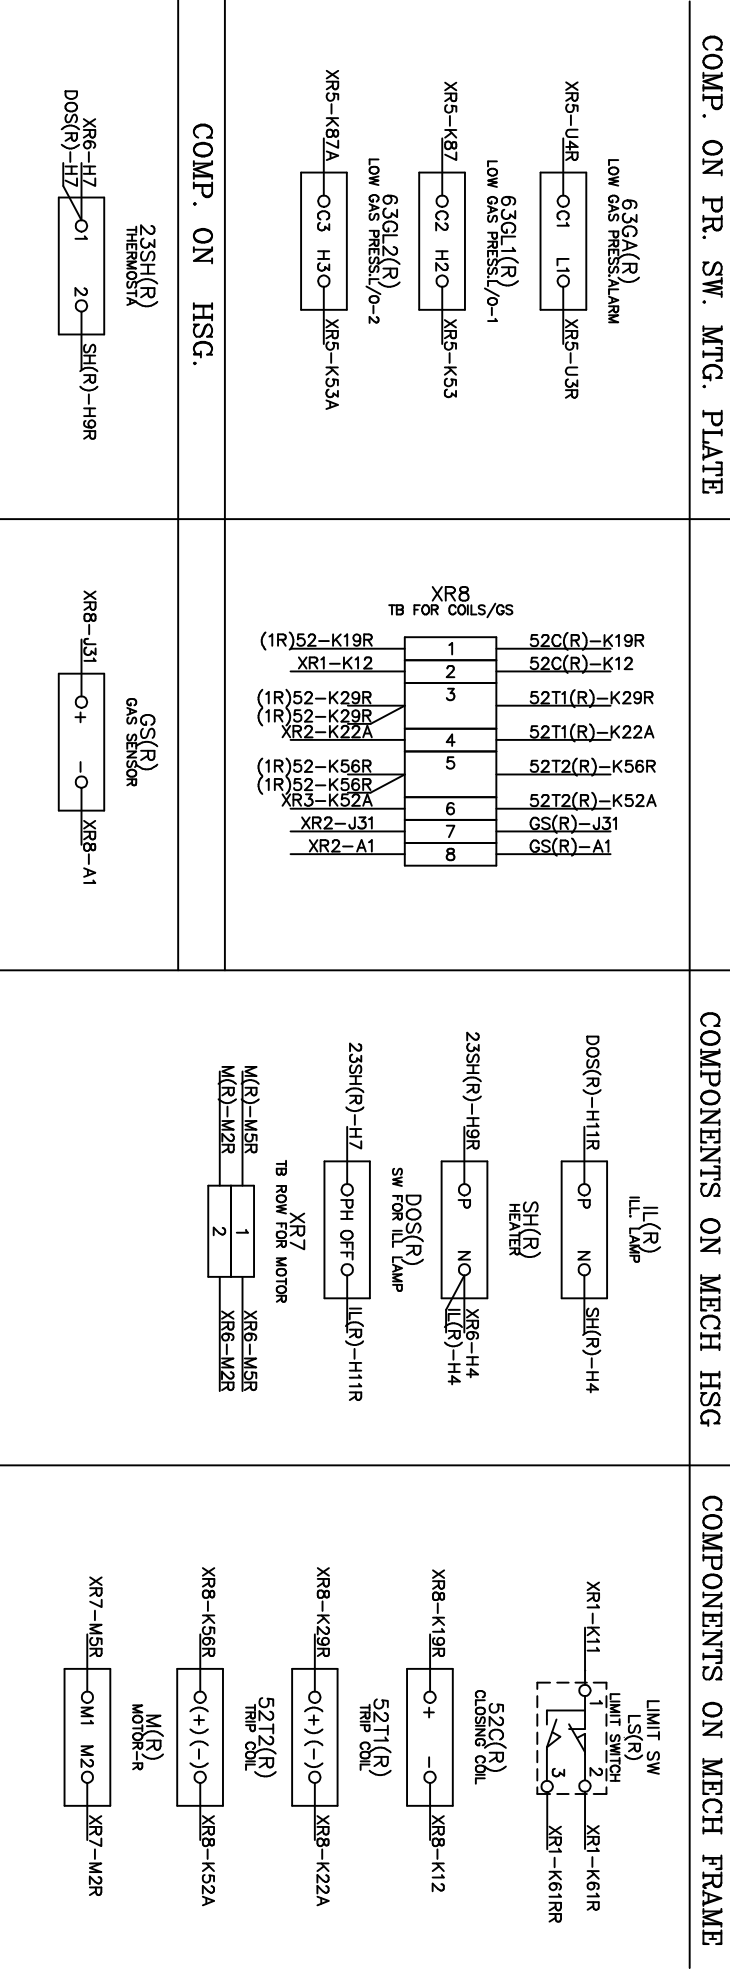 COMP. ON PR. SW. MTG. PLATE
63GA(R)
LOW GAS PRESS.ALARM
XR5-U4R
C1 L1
XR5-U3R
63GL1(R)
LOW GAS PRESS.L/O-1
XR5-K87
C2 H2
XR5-K53
63GL2(R)
LOW GAS PRESS.L/O-2
XR5-K87A
C3 H3
XR5-K53A
COMP. ON HSG.
23SH(R)
THERMOSTA
XR6-H7
DOS(R)-H7
1 2
SH(R)-H9R
XR8
TB FOR COILS/GS
(1R)52-K19R 1 52C(R)-K19R
XR1-K12 2 52C(R)-K12
(1R)52-K29R 3 52T1(R)-K29R
(1R)52-K29R
XR2-K22A 4 52T1(R)-K22A
(1R)52-K56R 5 52T2(R)-K56R
(1R)52-K56R
XR3-K52A 6 52T2(R)-K52A
XR2-J31 7 GS(R)-J31
XR2-A1 8 GS(R)-A1
GS(R)
GAS SENSOR
XR8-J31
+ -
XR8-A1
COMPONENTS ON MECH HSG
IL(R)
ILL. LAMP
DOS(R)-H11R
P N
SH(R)-H4
SH(R)
HEATER
23SH(R)-H9R
P N
XR6-H4
IL(R)-H4
DOS(R)
SW FOR ILL LAMP
23SH(R)-H7
PH OFF
IL(R)-H11R
XR7
TB ROW FOR MOTOR
M(R)-M5R 1 XR6-M5R
M(R)-M2R 2 XR6-M2R
COMPONENTS ON MECH FRAME
LIMIT SW
LS(R)
LIMIT SWITCH
XR1-K11
1 2
3
XR1-K61R
XR1-K61RR
52C(R)
CLOSING COIL
XR8-K19R
+ -
XR8-K12
52T1(R)
TRIP COIL
XR8-K29R
(+) (-)
XR8-K22A
52T2(R)
TRIP COIL
XR8-K56R
(+) (-)
XR8-K52A
M(R)
MOTOR-R
XR7-M5R
M1 M2
XR7-M2R